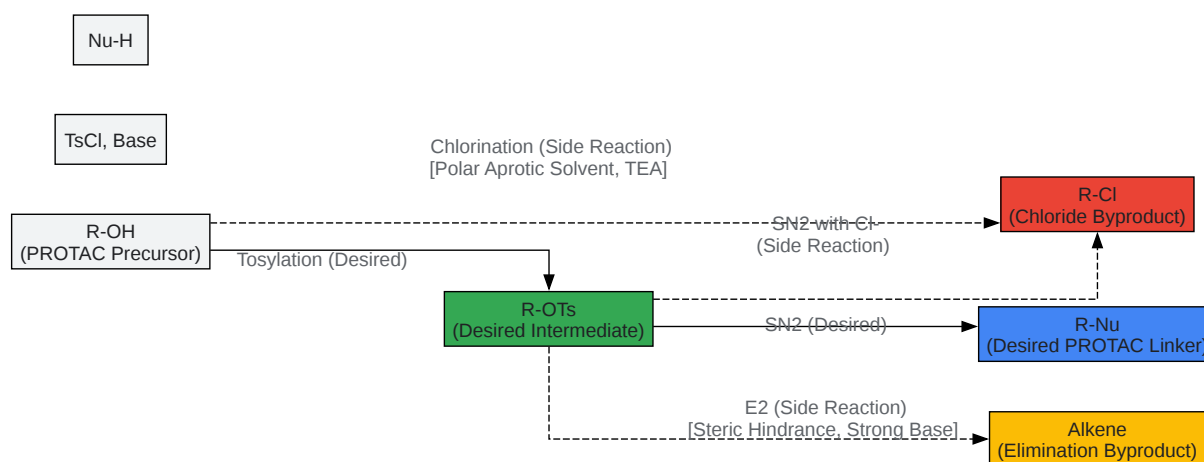 Nu-H
TsCl, Base
Chlorination (Side Reaction)
[Polar Aprotic Solvent, TEA]
R-OH
(PROTAC Precursor)
R-Cl
(Chloride Byproduct)
SN2 with Cl-
(Side Reaction)
Tosylation (Desired)
R-OTs
(Desired Intermediate)
SN2 (Desired)
R-Nu
(Desired PROTAC Linker)
E2 (Side Reaction)
[Steric Hindrance, Strong Base]
Alkene
(Elimination Byproduct)